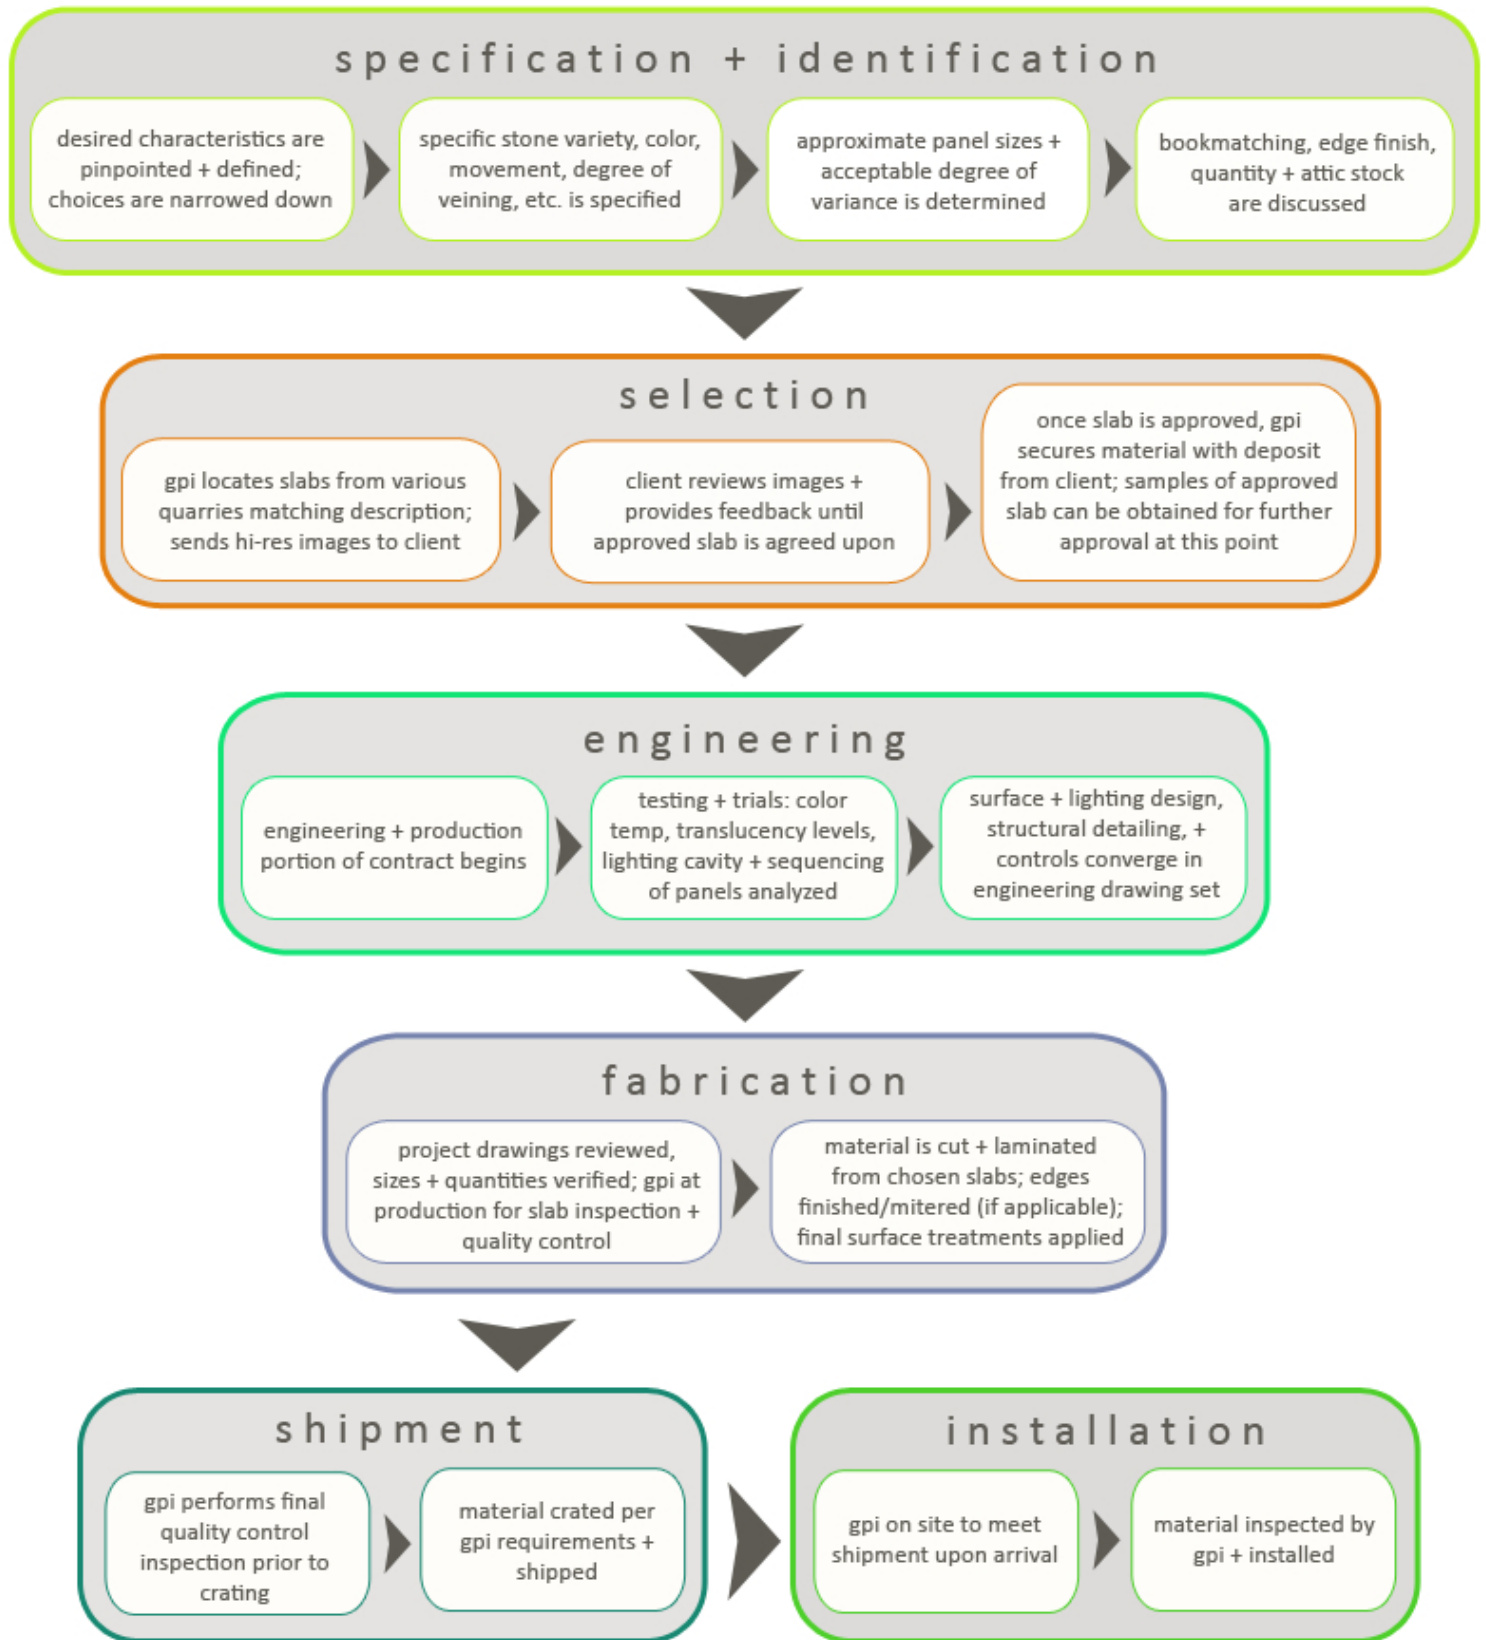 specification + identification
desired characteristics are
pinpointed + defined;
choices are narrowed down
specific stone variety, color,
movement, degree of
veining, etc. is specified
approximate panel sizes +
acceptable degree of
variance is determined
bookmatching, edge finish,
quantity + attic stock
are discussed
selection
gpi locates slabs from various
quarries matching description;
sends hi-res images to client
client reviews images +
provides feedback until
approved slab is agreed upon
once slab is approved, gpi
secures material with deposit
from client; samples of approved
slab can be obtained for further
approval at this point
engineering
engineering + production
portion of contract begins
testing + trials: color
temp, translucency levels,
lighting cavity + sequencing
of panels analyzed
surface + lighting design,
structural detailing, +
controls converge in
engineering drawing set
fabrication
project drawings reviewed,
sizes + quantities verified; gpi at
production for slab inspection +
quality control
material is cut + laminated
from chosen slabs; edges
finished/mitered (if applicable);
final surface treatments applied
shipment
gpi performs final
quality control
inspection prior to
crating
material crated per
gpi requirements +
shipped
installation
gpi on site to meet
shipment upon arrival
material inspected by
gpi + installed